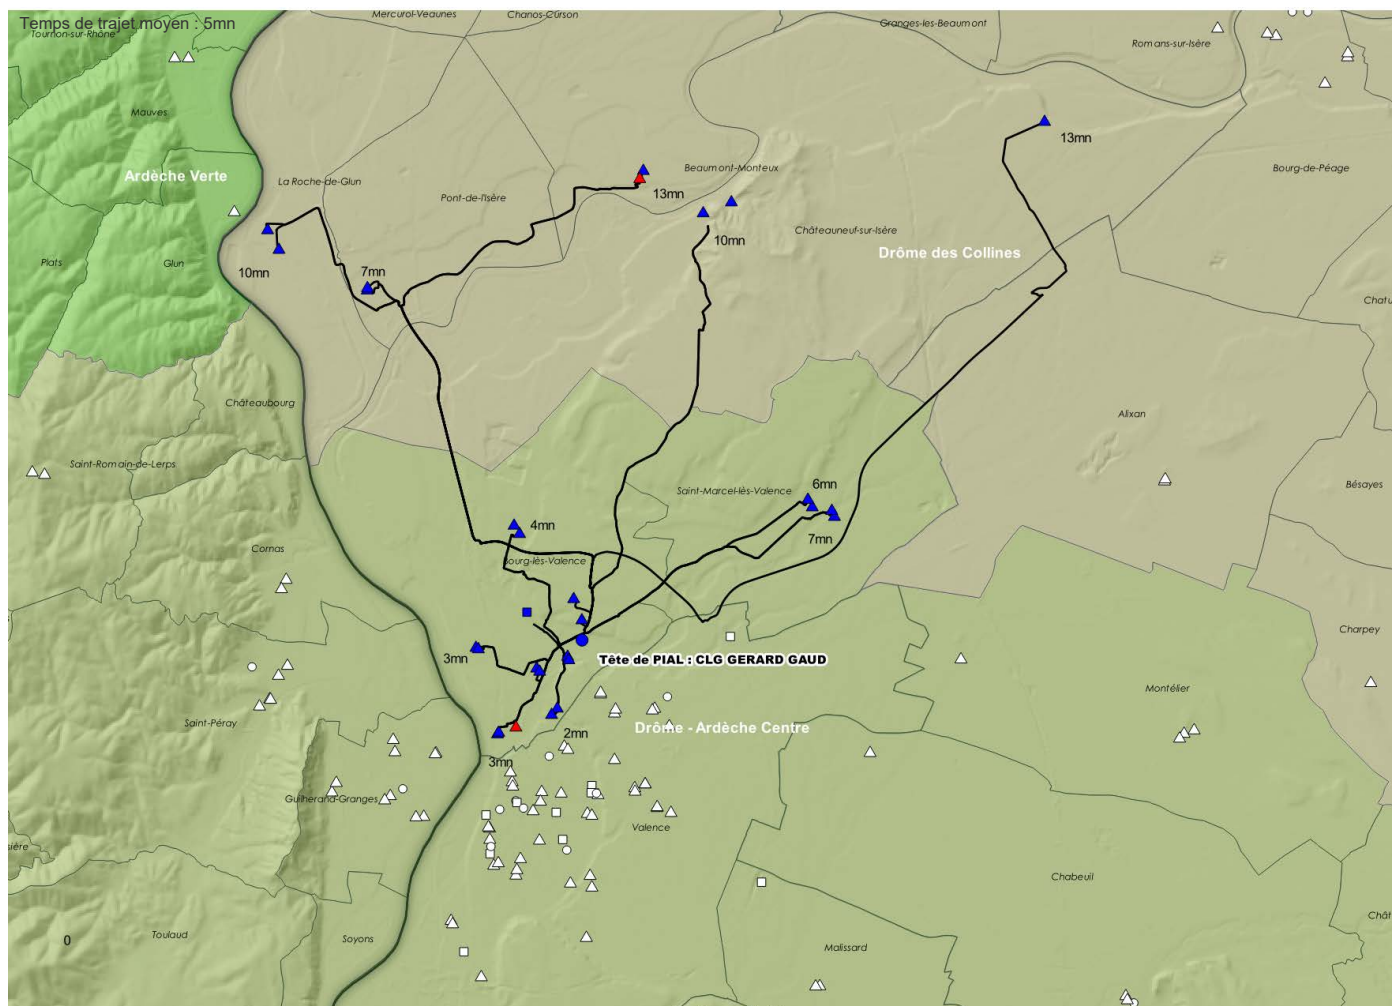 Temps de trajet moyen : 5mn
Mercurol-Veaunes
Chanos-Curson
Granges-les-Beaumont
Tournon-sur-Rhône
Romans-sur-Isère
Mauves
13mn
Ardèche Verte
La Roche-de-Glun
Beaumont-Monteux
Bourg-de-Péage
13mn
Pont-de-l'Isère
Châteauneuf-sur-Isère
10mn
Drôme des Collines
Plats
Glun
10mn
7mn
Chatu
Châteaubourg
Alixan
Saint-Romain-de-Lerps
Saint-Marcel-lès-Valence
6mn
Bésayes
4mn
7mn
Cornas
Bourg-lès-Valence
Charpey
3mn
Tête de PIAL : CLG GERARD GAUD
Montélier
Saint-Péray
Drôme - Ardèche Centre
2mn
3mn
Guilherand-Granges
Valence
sière
Chabeuil
Chât
0
Toulaud
Soyons
Malissard